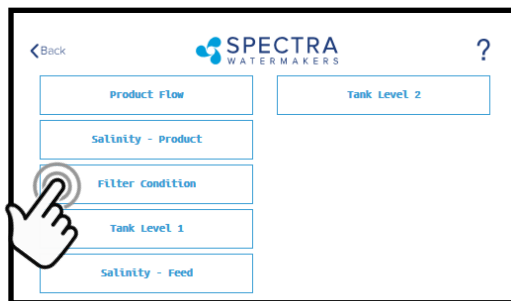 Back
SPECTRA
WATERMAKERS
?
Product Flow
Tank Level 2
Salinity - Product
Filter Condition
Tank Level 1
Salinity - Feed